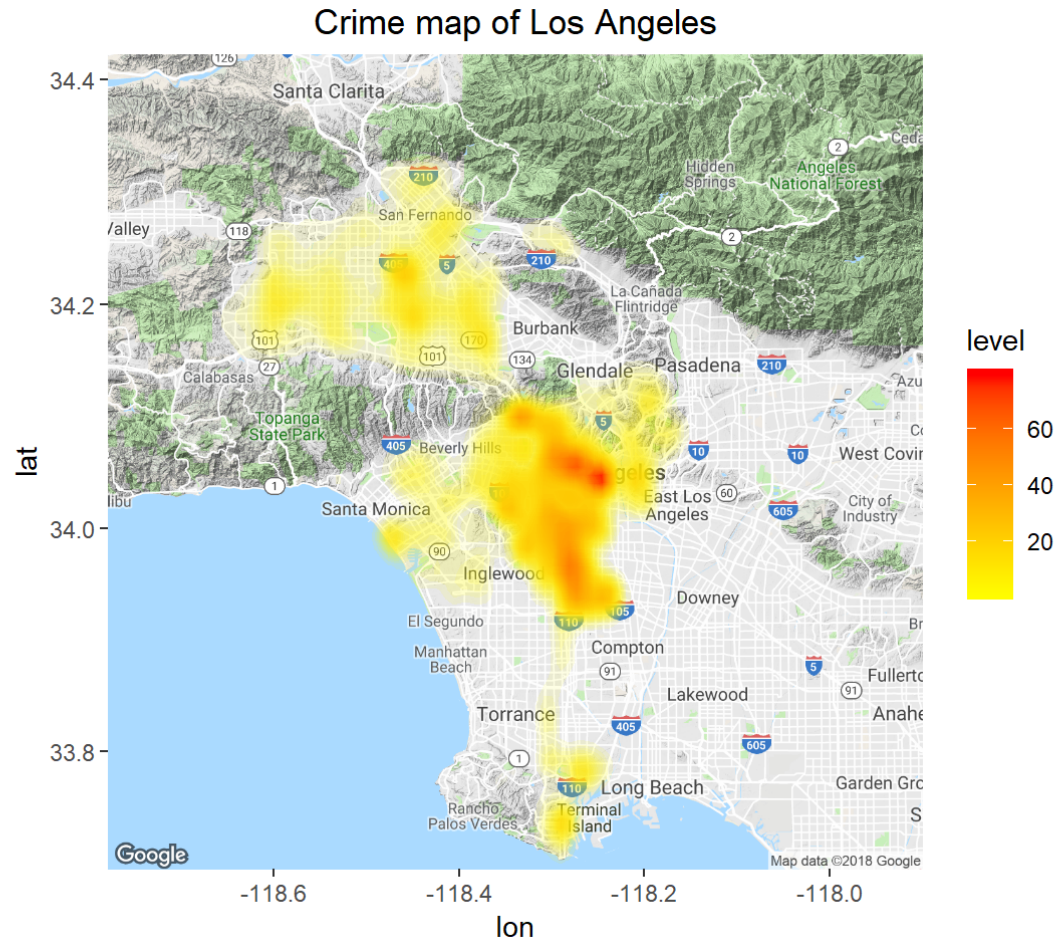 Crime map of Los Angeles
126
34.4
Santa Clarita
2
Hidden
Springs
Angeles
National Forest
210
San Fernando
Valley
118
2
405
5
210
34.2
La Cañada
Flintridge
Burbank
101
170
101
134
27
Glendale
Pasadena
210
Calabasas
Topanga
State Park
5
405
Beverly Hills
10
10
geles
1
60
East Los
Angeles
City of
Industry
Santa Monica
605
34.0
90
Inglewood
Downey
105
110
El Segundo
Manhattan
Beach
Compton
91
5
91
Lakewood
Torrance
405
605
33.8
1
110
Long Beach
Rancho
Palos Verdes
Terminal
Island
Google
Map data ©2018 Google
-118.6
-118.4
-118.2
-118.0
lon
lat
level
60
40
20